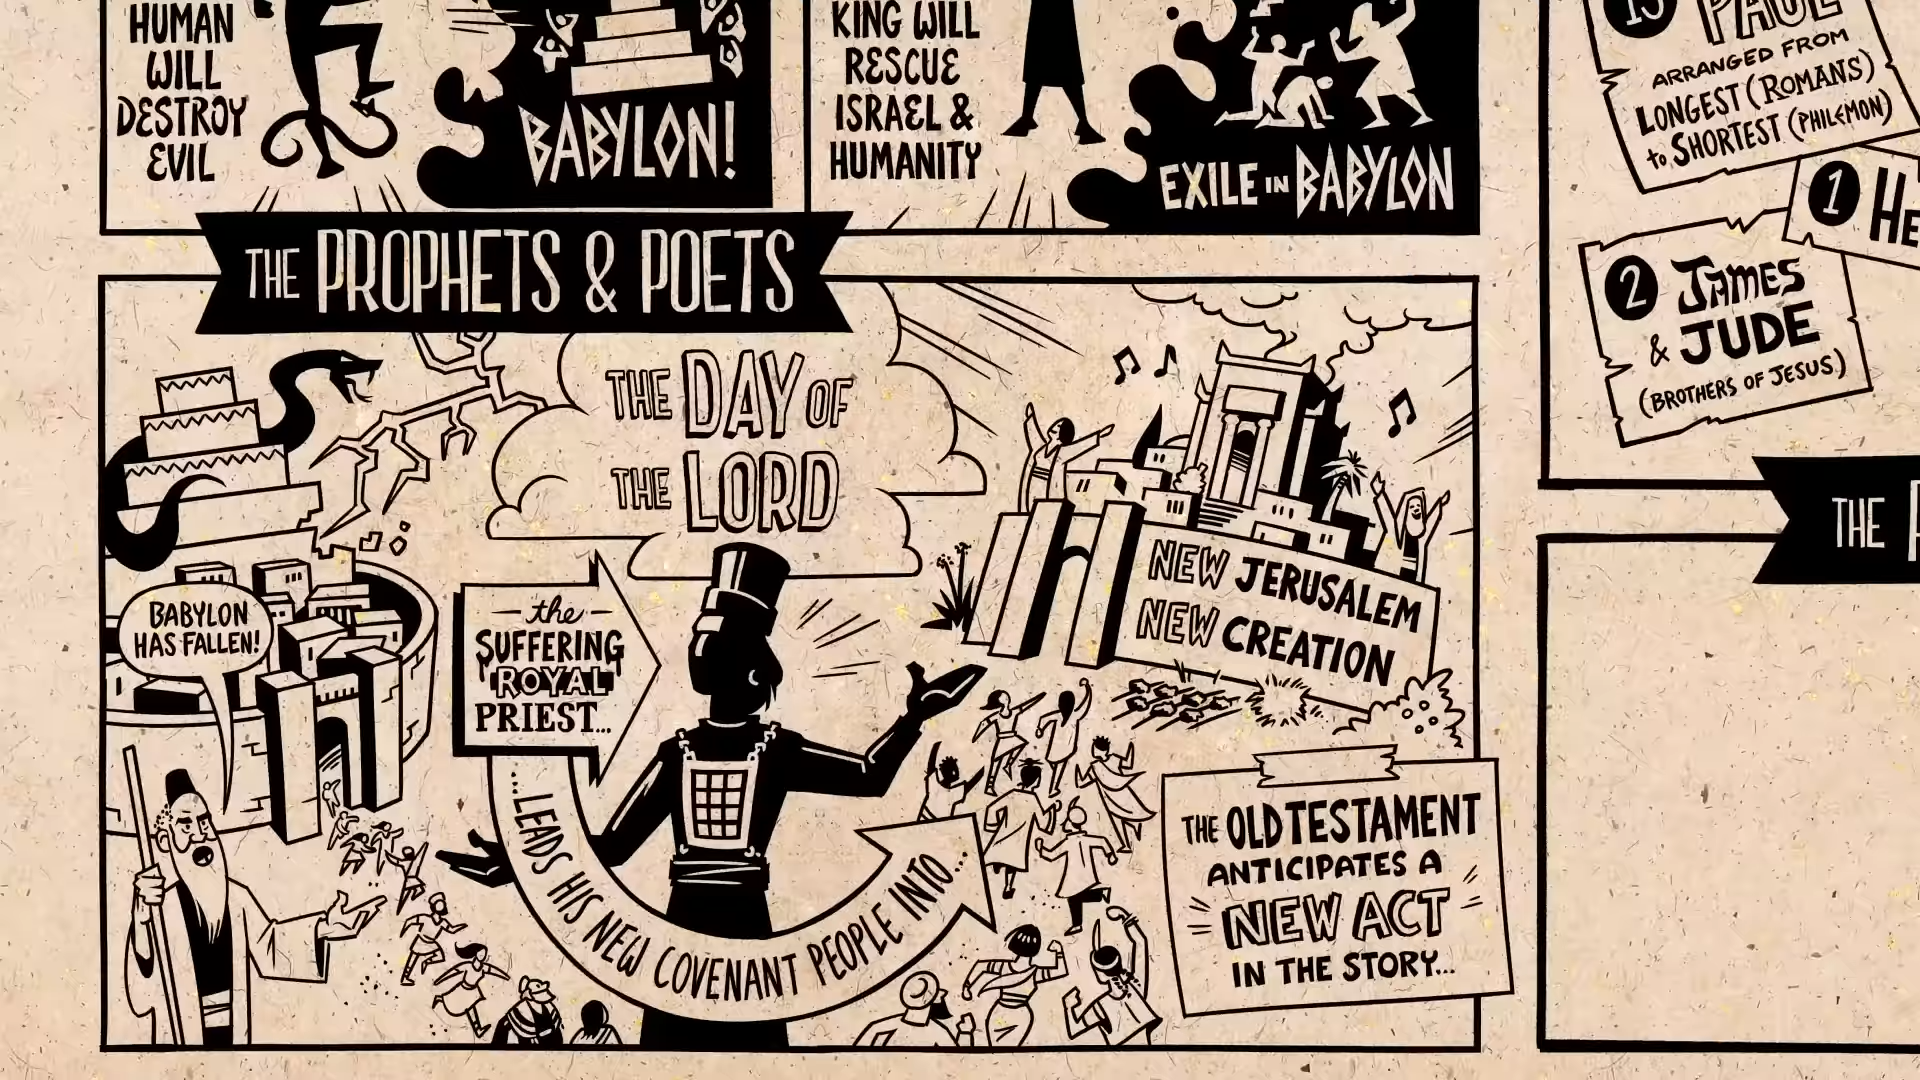 HUMAN
WILL
DESTROY
EVIL
BABYLON!
KING WILL
RESCUE
ISRAEL &
HUMANITY
EXILE IN BABYLON
THE PROPHETS & POETS
THE DAY OF
THE LORD
BABYLON
HAS FALLEN!
- the -
SUFFERING
ROYAL
PRIEST...
...LEADS HIS NEW COVENANT PEOPLE INTO...
NEW JERUSALEM
NEW CREATION
THE OLD TESTAMENT
ANTICIPATES A
NEW ACT
IN THE STORY...
13 PAUL
ARRANGED FROM
LONGEST (ROMANS)
to SHORTEST (PHILEMON)
1 HE
2 JAMES
& JUDE
(BROTHERS OF JESUS)
THE